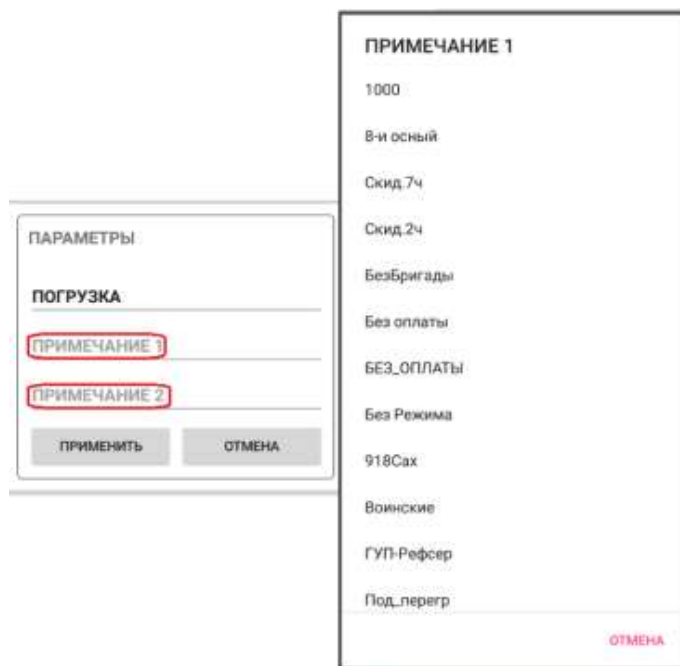 ПАРАМЕТРЫ
ПОГРУЗКА
ПРИМЕЧАНИЕ 1
ПРИМЕЧАНИЕ 2
ПРИМЕНИТЬ ОТМЕНА
ПРИМЕЧАНИЕ 1
1000
8-и осный
Скид.7ч
Скид.2ч
БезБригады
Без оплаты
БЕЗ_ОПЛАТЫ
Без Режима
918Сах
Воинские
ГУП-Рефсер
Под_перегр
ОТМЕНА